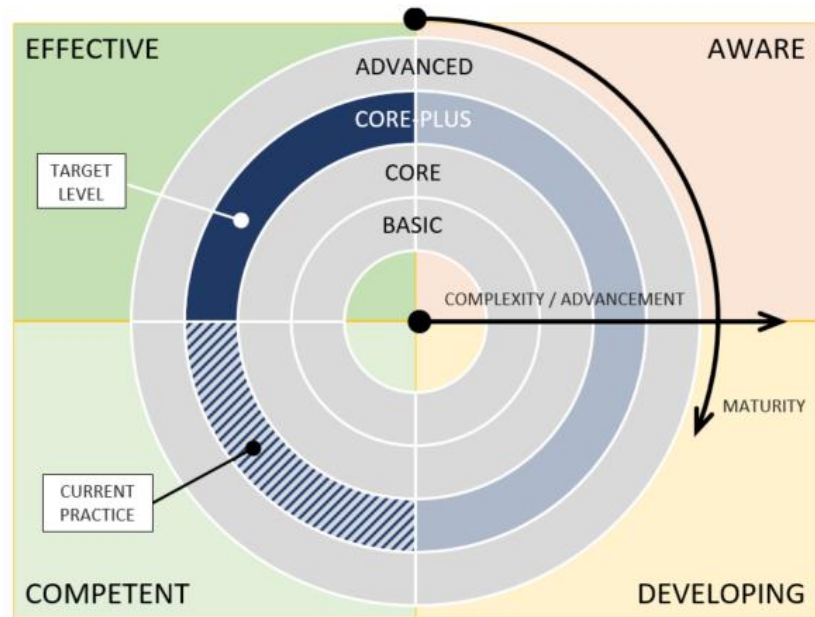 EFFECTIVE
AWARE
ADVANCED
CORE-PLUS
TARGET
LEVEL
CORE
BASIC
COMPLEXITY / ADVANCEMENT
MATURITY
CURRENT
PRACTICE
COMPETENT
DEVELOPING